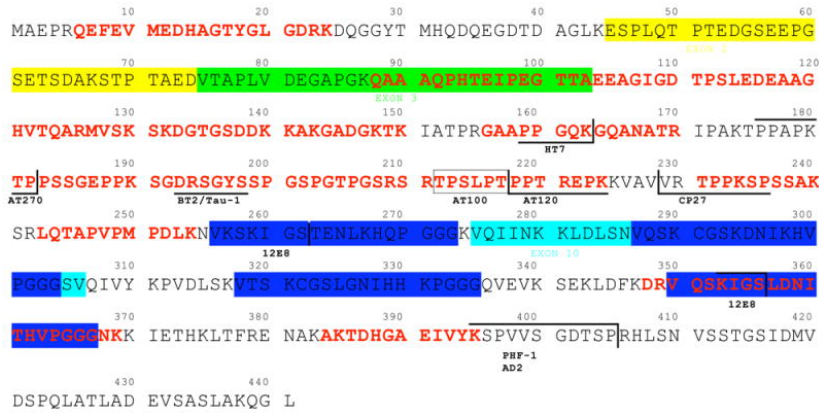 10 20 30 40 50 60
MAEPRQEFEV MEDHAGTYGL GDRKDQGGYT MHQDQEGDTD AGLKESPLQT PTEDGSEEPG
EXON 2
70 80 90 100 110 120
SETSDAKSTP TAEDVTAPLV DEGAPGKQAA AQPHTEIPEG TTAEEAGIGD TPSLEDEAAG
EXON 3
130 140 150 160 170 180
HVTQARMVSK SKDGTGSDDK KAKGADGKTK IATPRGAAPP GQKGQANATR IPAKTPPAPK
HT7
190 200 210 220 230 240
TPPSSGEPPK SGDRSGYSSP GSPGTPGSRS RTPSLPTPPT REPKKVAVVR TPPKSPSSAK
AT270 BT2/Tau-1 AT100 AT120 CP27
250 260 270 280 290 300
SRLQTAPVPM PDLKNVKSKI GSTENLKHQP GGGKVQIINK KLDLSNVQSK CGSKDNIKHV
12E8 EXON 10
310 320 330 340 350 360
PGGGSVQIVY KPVDLSKVTS KCGSLGNIHH KPGGGQVEVK SEKLDFKDRV QSKIGSLDNI
12E8
370 380 390 400 410 420
THVPGGGNKK IETHKLTFRE NAKAKTDHGA EIVYKSPVVS GDTSPRHLSN VSSTGSIDMV
PHF-1
AD2
430 440
DSPQLATLAD EVSASLAKQG L